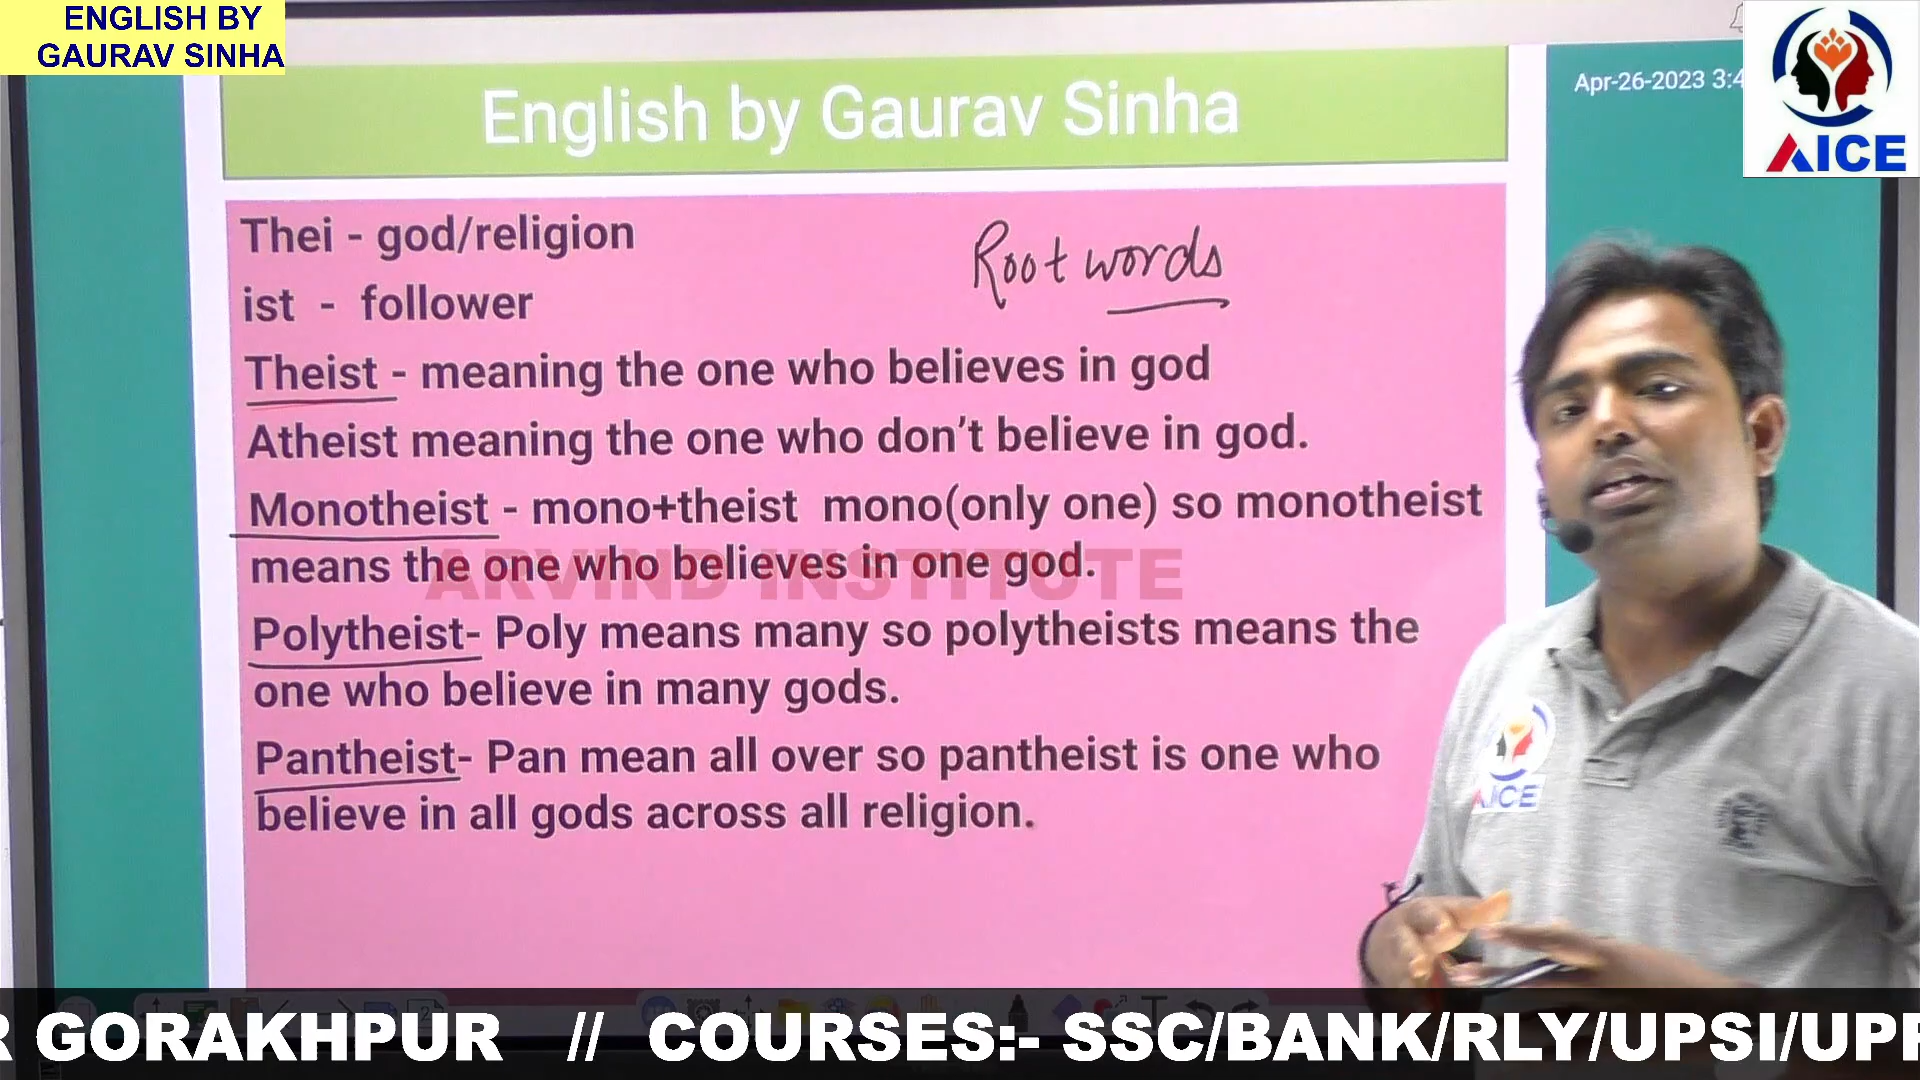 ENGLISH BY
GAURAV SINHA
English by Gaurav Sinha
Apr-26-2023 3:4
AICE
Thei - god/religion
Root words
ist - follower
Theist - meaning the one who believes in god
Atheist meaning the one who don't believe in god.
Monotheist - mono+theist mono(only one) so monotheist
means the one who believes in one god.
ARVIND INSTITUTE
Polytheist- Poly means many so polytheists means the
one who believe in many gods.
Pantheist- Pan mean all over so pantheist is one who
believe in all gods across all religion.
AICE
R GORAKHPUR // COURSES:- SSC/BANK/RLY/UPSI/UPP